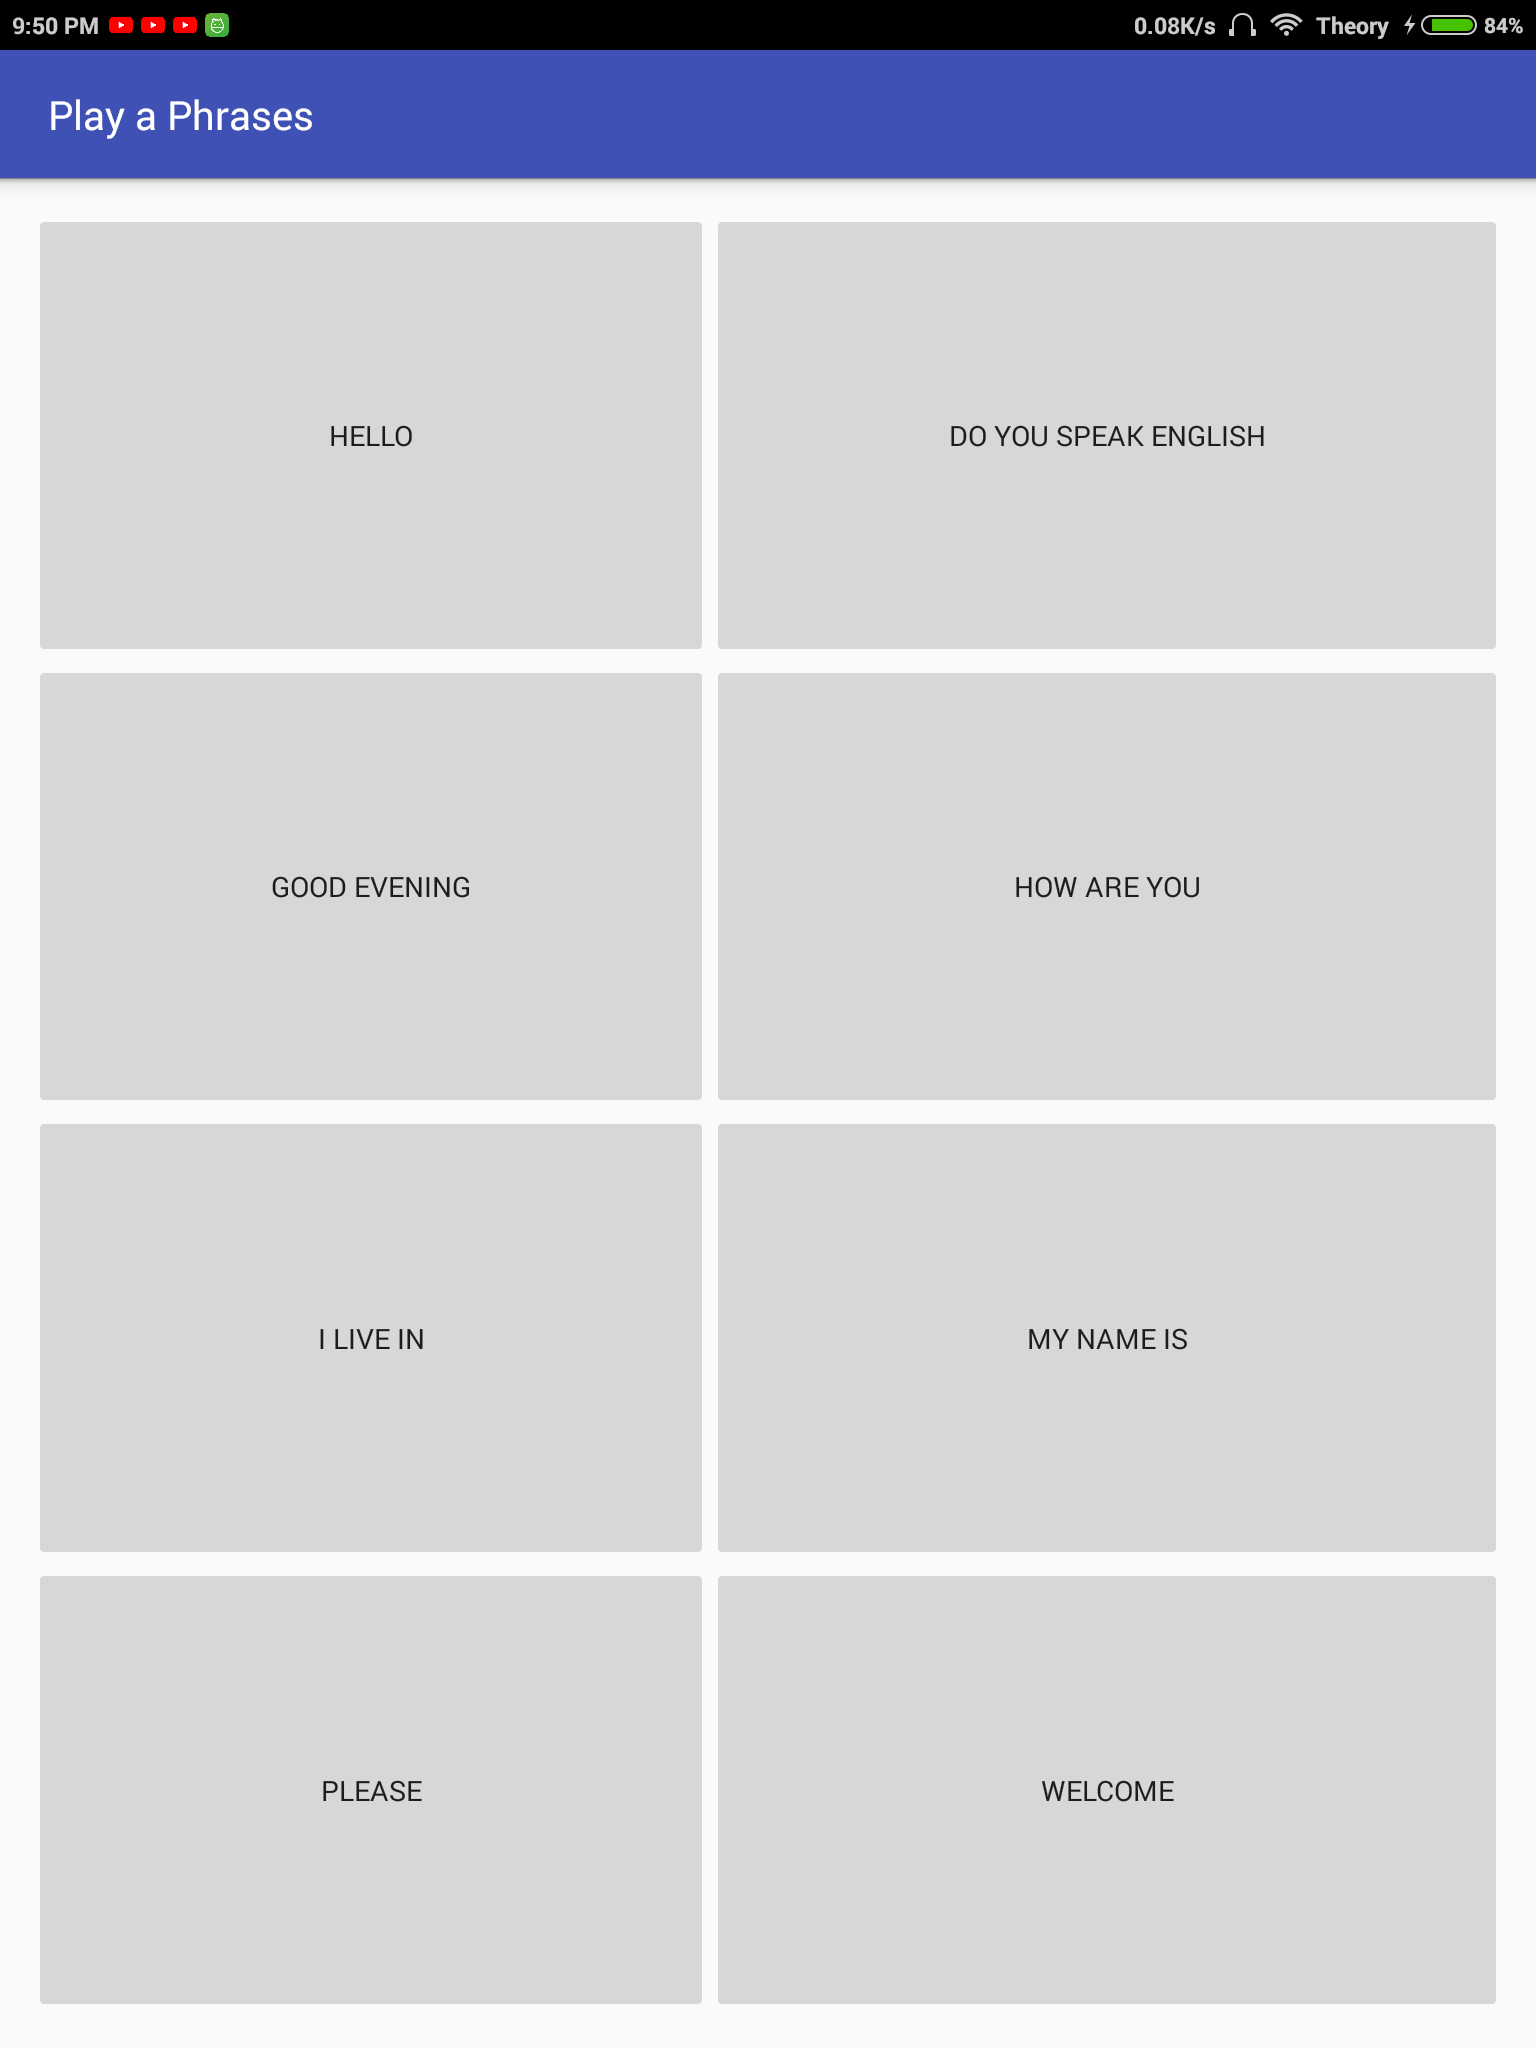 9:50 PM 0.08K/s Theory 84%
Play a Phrases
HELLO
DO YOU SPEAK ENGLISH
GOOD EVENING
HOW ARE YOU
I LIVE IN
MY NAME IS
PLEASE
WELCOME